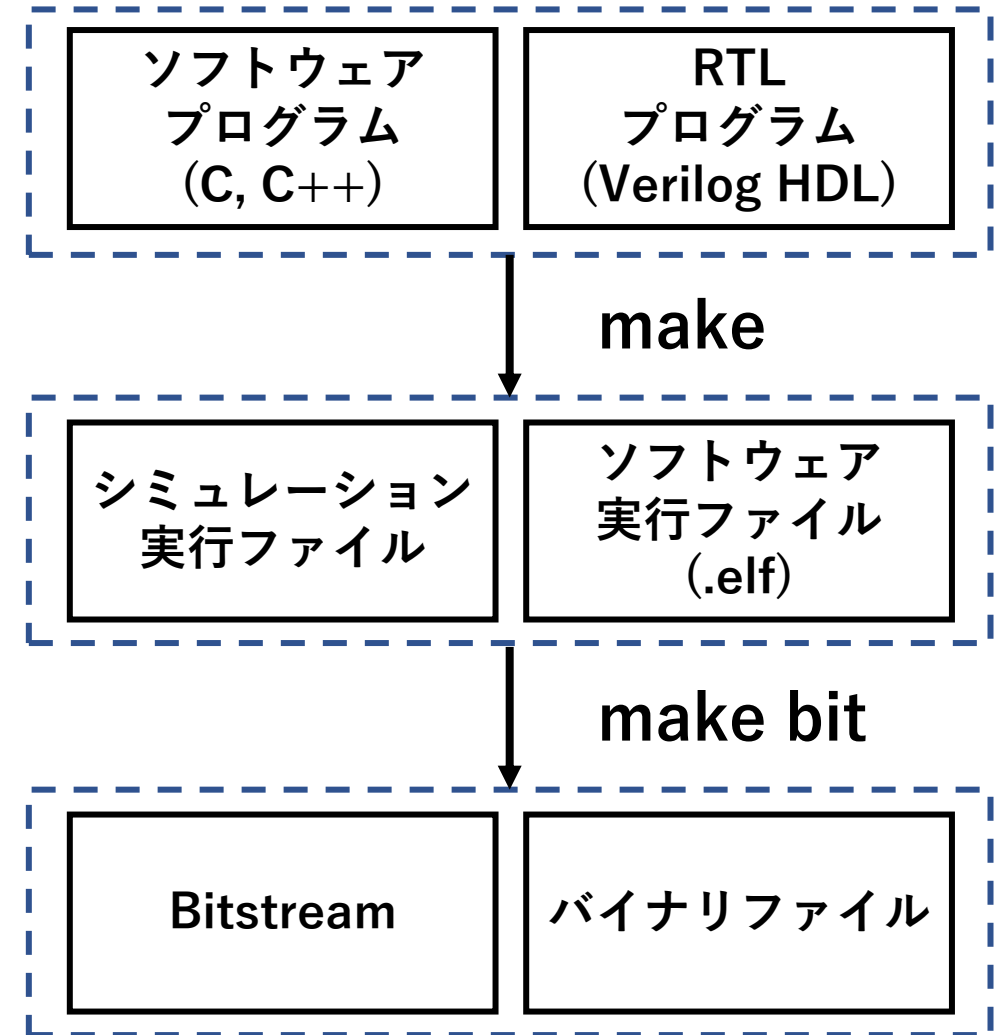 ソフトウェア
プログラム
(C, C++)
RTL
プログラム
(Verilog HDL)
make
シミュレーション
実行ファイル
ソフトウェア
実行ファイル
(.elf)
make bit
Bitstream
バイナリファイル